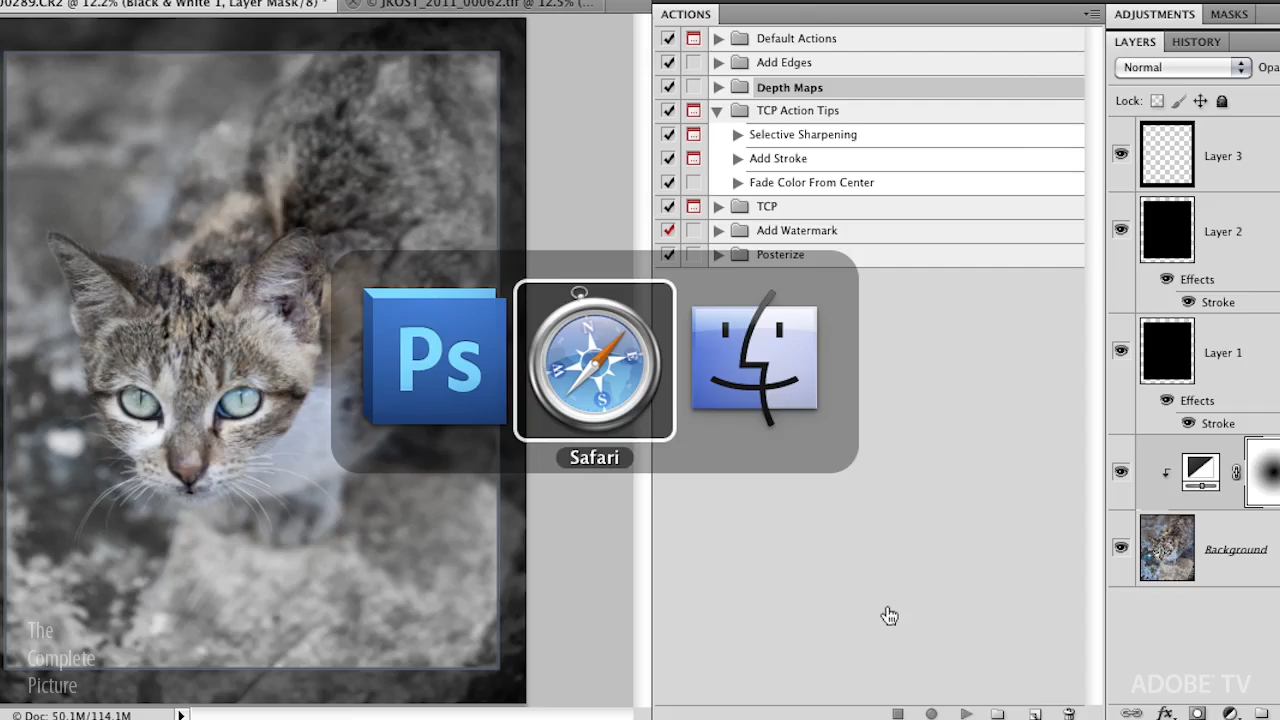 00289.CR2 @ 12.2% (Black & White 1, Layer Mask/8) *
© JKOST_2011_00062.tif @ 12.5% (...
ACTIONS
Default Actions
Add Edges
Depth Maps
TCP Action Tips
Selective Sharpening
Add Stroke
Fade Color From Center
TCP
Add Watermark
Posterize
ADJUSTMENTS
MASKS
LAYERS
HISTORY
Normal
Opa
Lock:
Layer 3
Layer 2
Effects
Stroke
Layer 1
Effects
Stroke
Background
Ps
N
E
S
W
Safari
The
Complete
Picture
ADOBE TV
fx
Doc: 50.1M/114.1M